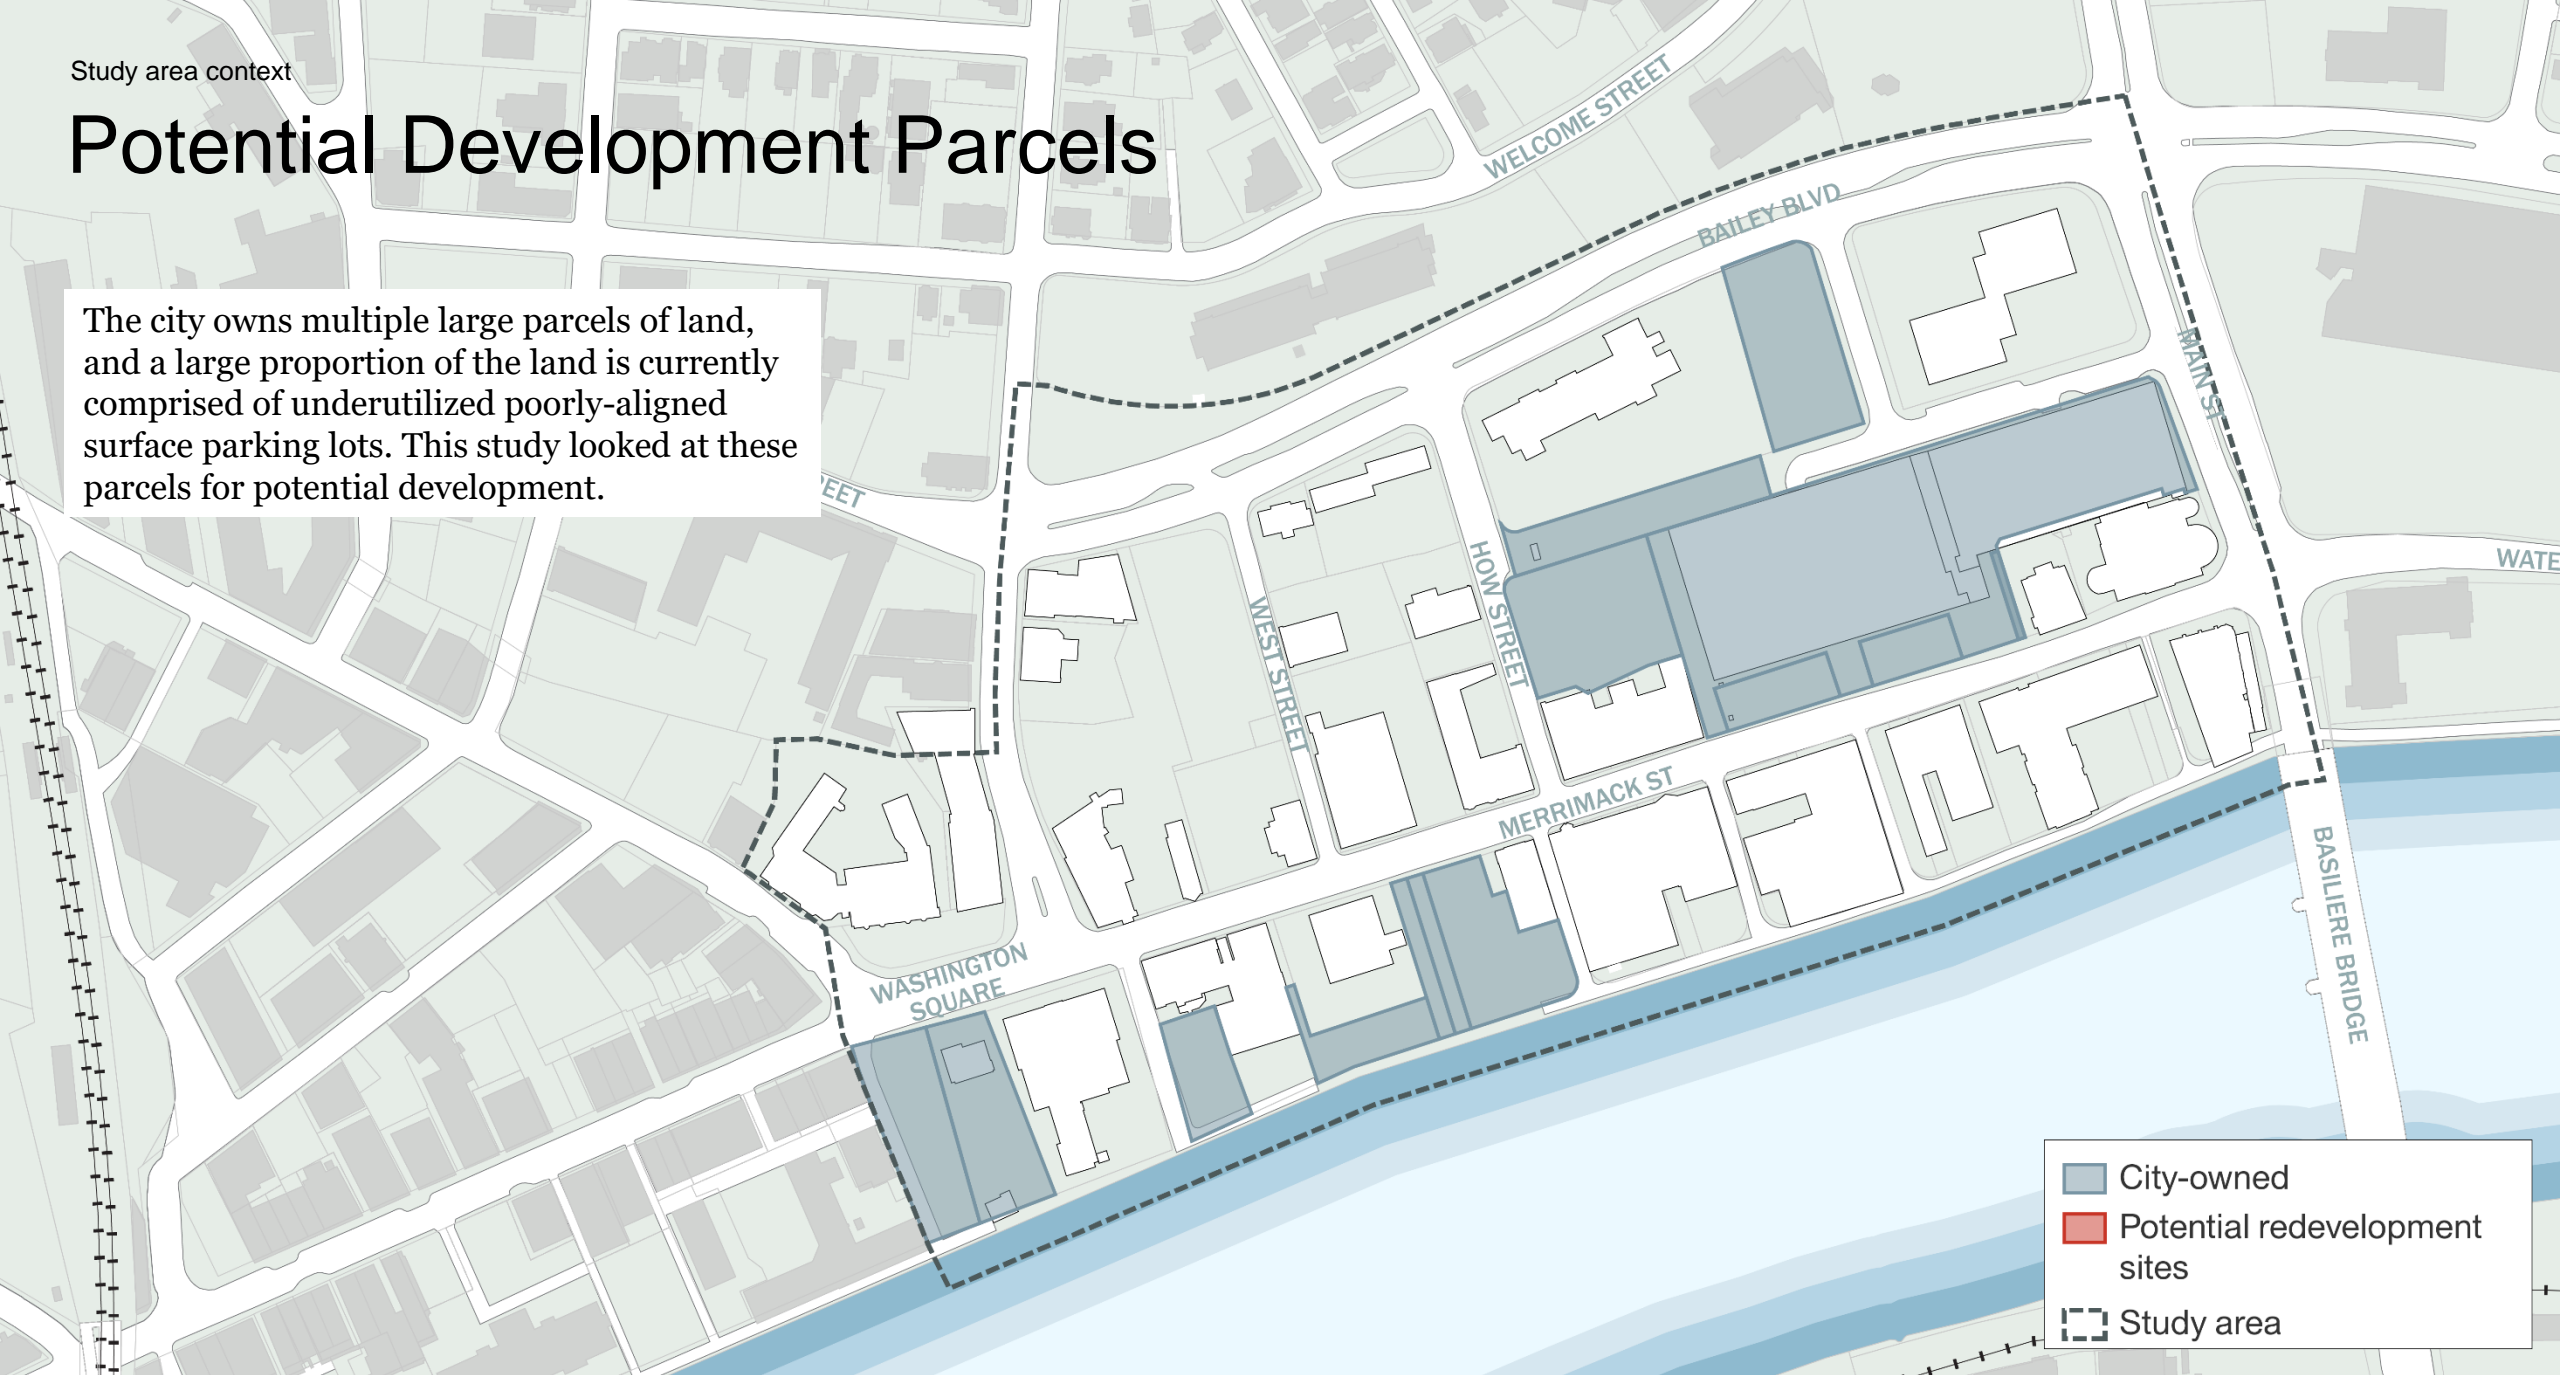 Study area context
Potential Development Parcels
The city owns multiple large parcels of land,
and a large proportion of the land is currently
comprised of underutilized poorly-aligned
surface parking lots. This study looked at these
parcels for potential development.
WELCOME STREET
BAILEY BLVD
MAIN ST
WEST STREET
HOW STREET
MERRIMACK ST
WASHINGTON
SQUARE
BASILIERE BRIDGE
City-owned
Potential redevelopment
sites
Study area